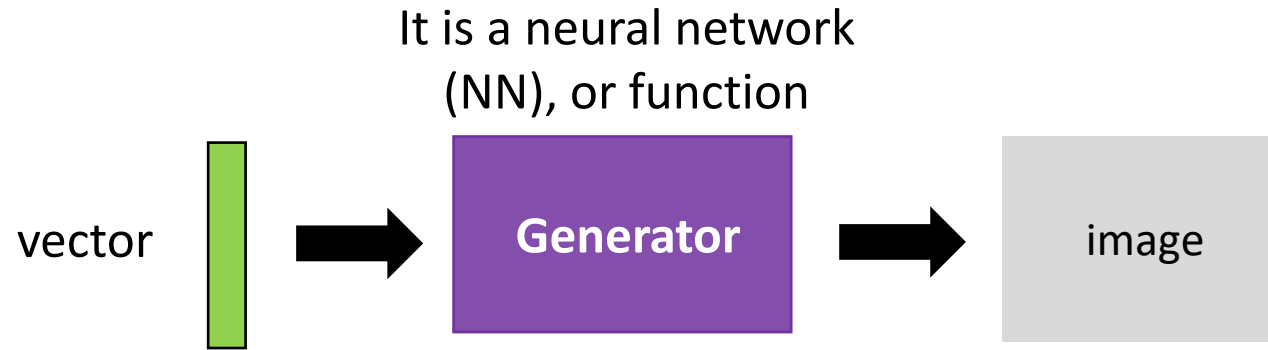 It is a neural network
(NN), or function
vector
Generator
image